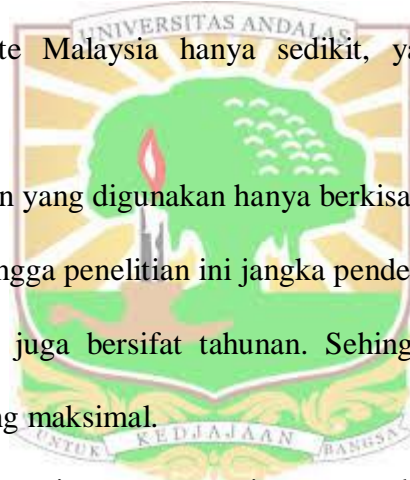 UNIVERSITAS ANDALAS
te Malaysia hanya sedikit, ya
n yang digunakan hanya berkisa
ngga penelitian ini jangka pende
juga bersifat tahunan. Sehing
ng maksimal.
UNTUK KEDJAJAAN BANGSA